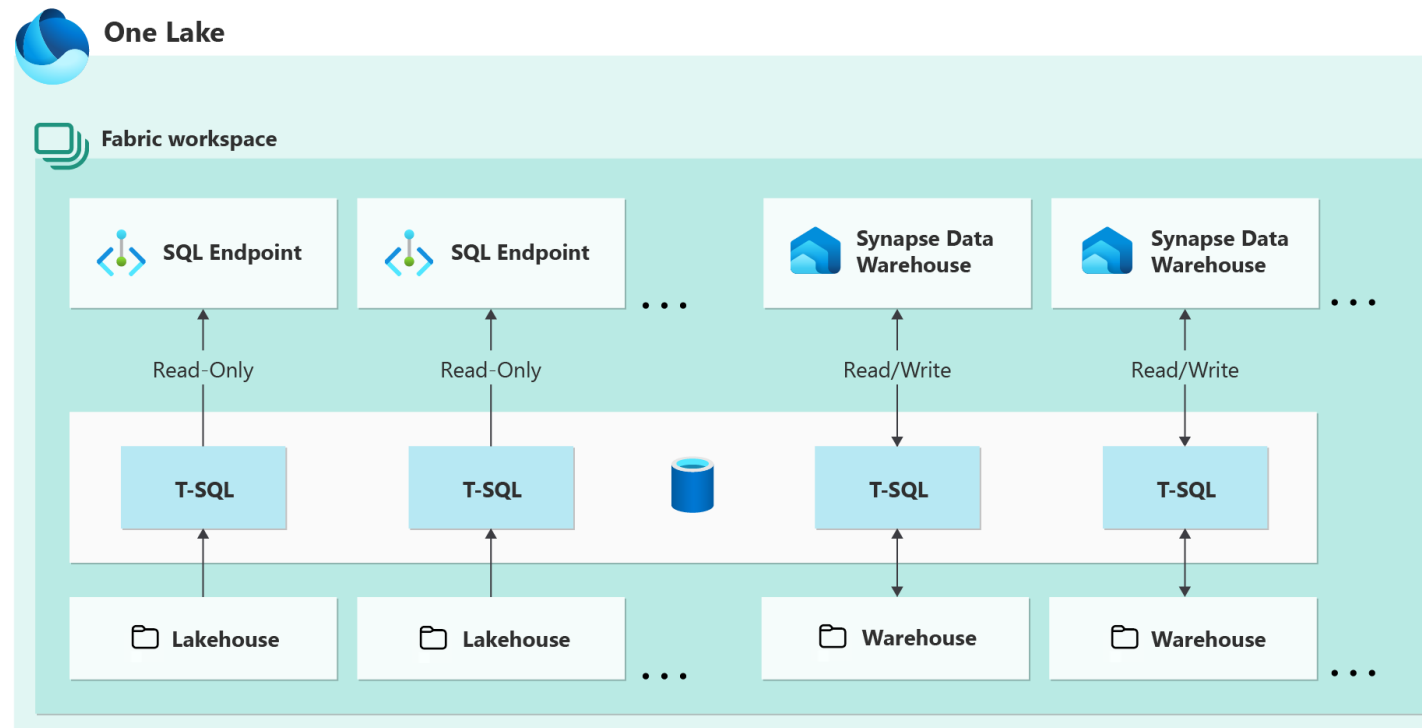 One Lake
Fabric workspace
SQL Endpoint
SQL Endpoint
...
Synapse Data
Warehouse
Synapse Data
Warehouse
...
Read-Only
Read-Only
Read/Write
Read/Write
T-SQL
T-SQL
T-SQL
T-SQL
Lakehouse
Lakehouse
...
Warehouse
Warehouse
...